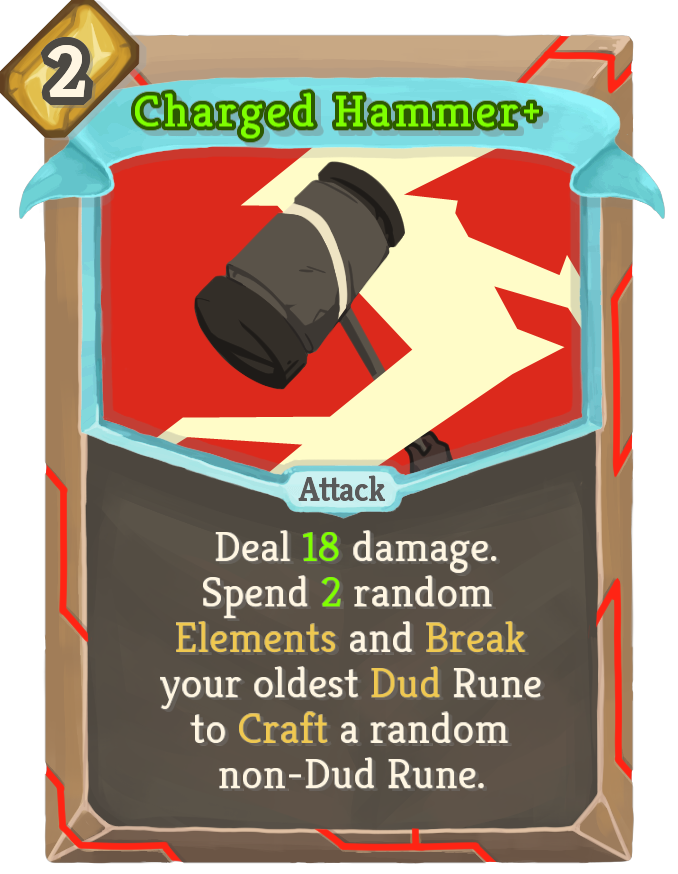 2
Charged Hammer+
Attack
Deal 18 damage.
Spend 2 random
Elements and Break
your oldest Dud Rune
to Craft a random
non-Dud Rune.